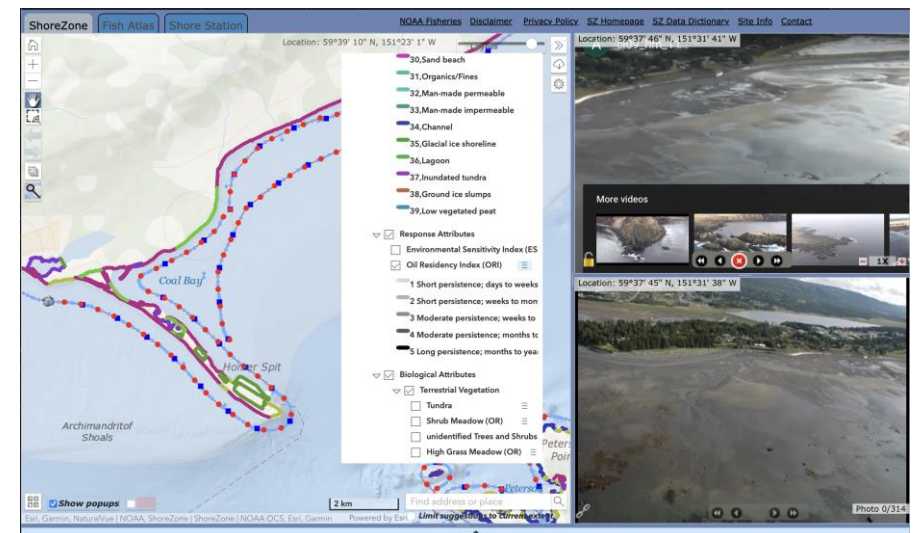 ShoreZone
Fish Atlas
Shore Station
NOAA Fisheries Disclaimer Privacy Policy SZ Homepage SZ Data Dictionary Site Info Contact
Location: 59°39' 10" N, 151°23' 1" W
30,Sand beach
31,Organics/Fines
32,Man-made permeable
33,Man-made impermeable
34,Channel
35,Glacial ice shoreline
36,Lagoon
37,Inundated tundra
38,Ground ice slumps
39,Low vegetated peat
Response Attributes
Environmental Sensitivity Index (ES
Oil Residency Index (ORI)
1 Short persistence; days to weeks
2 Short persistence; weeks to mon
3 Moderate persistence; weeks to
4 Moderate persistence; months to
5 Long persistence; months to yea
Biological Attributes
Terrestrial Vegetation
Tundra
Shrub Meadow (OR)
unidentified Trees and Shrubs
High Grass Meadow (OR)
Coal Bay
Homer Spit
Archimandritof
Shoals
Peters
Poin
Peterson
Show popups
2 km
Find address or place
Esri, Garmin, NaturalVue | NOAA, ShoreZone | ShoreZone | NOAA OCS, Esri, Garmin
Powered by Esri
Limit suggestions to current extent
Location: 59°37' 46" N, 151°31' 41" W
More videos
1X
Location: 59°37' 45" N, 151°31' 38" W
Photo 0/314